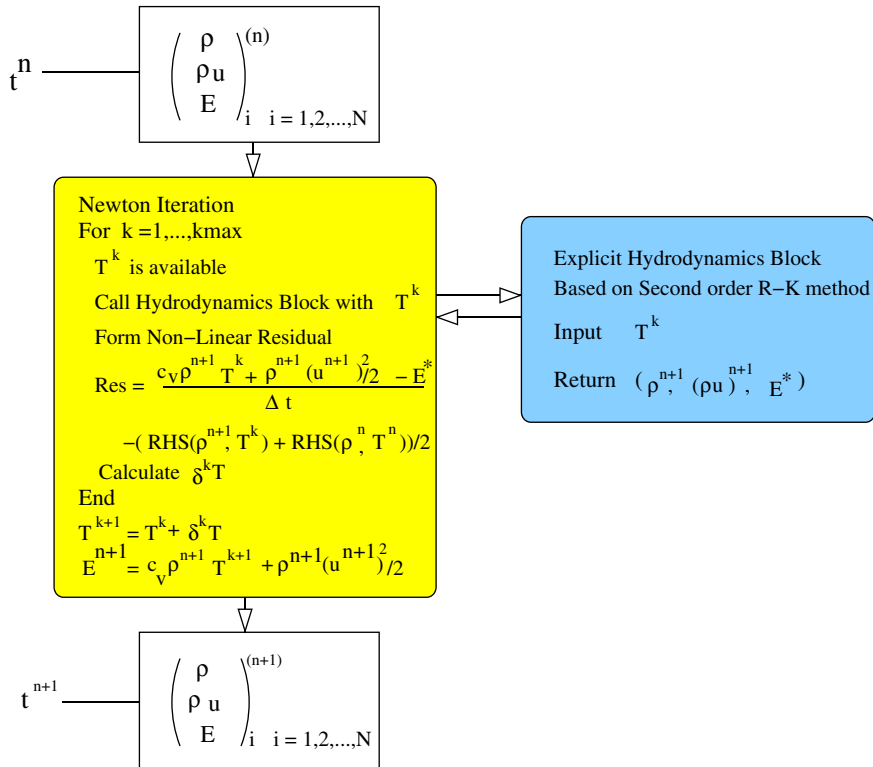 t^n
( ρ
ρu
E )_i^(n) i = 1,2,...,N
Newton Iteration
For k =1,...,kmax
T^k is available
Call Hydrodynamics Block with T^k
Form Non−Linear Residual
Res = (c_v ρ^{n+1} T^k + ρ^{n+1} (u^{n+1})^2/2 − E^*) / Δ t
−( RHS(ρ^{n+1}, T^k) + RHS(ρ^n, T^n))/2
Calculate δ^k T
End
T^{k+1} = T^k + δ^k T
E^{n+1} = c_v ρ^{n+1} T^{k+1} + ρ^{n+1} (u^{n+1})^2/2
Explicit Hydrodynamics Block
Based on Second order R−K method
Input T^k
Return ( ρ^{n+1}, (ρu)^{n+1}, E^* )
t^{n+1}
( ρ
ρ u
E )_i^(n+1) i = 1,2,...,N